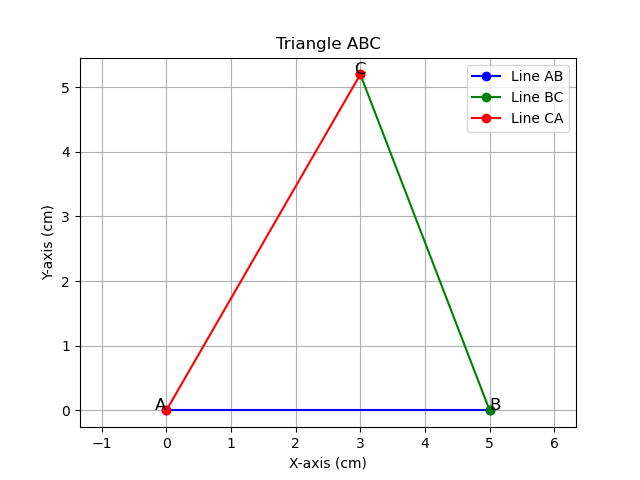 Triangle ABC
C
Line AB
Line BC
Line CA
5
4
3
2
1
0
Y-axis (cm)
A
B
−1 0 1 2 3 4 5 6
X-axis (cm)